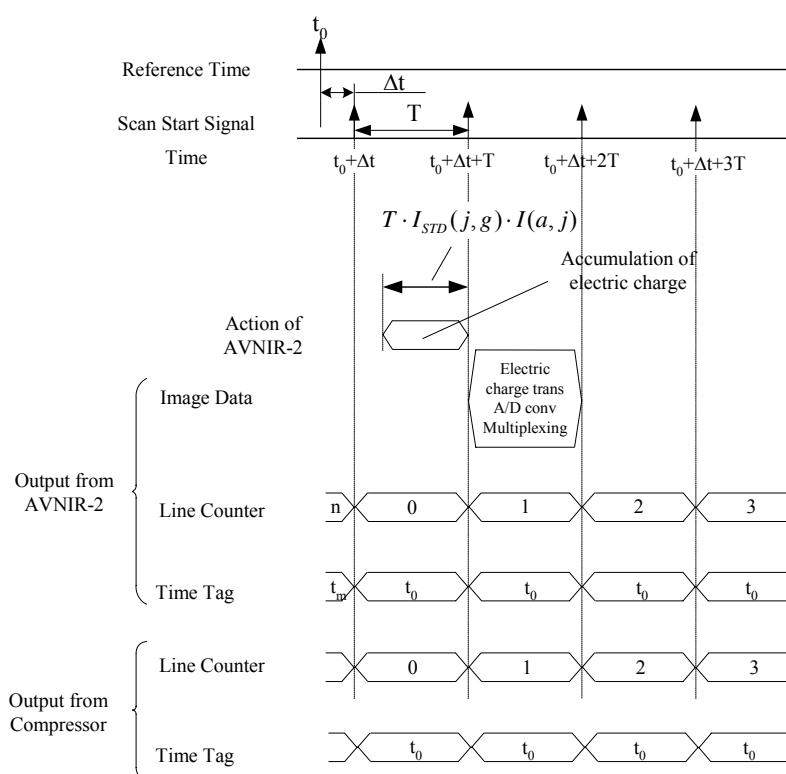 t₀
Reference Time
Δt
Scan Start Signal
Time
T
t₀+Δt
t₀+Δt+T
t₀+Δt+2T
t₀+Δt+3T
T · I_STD(j, g) · I(a, j)
Accumulation of
electric charge
Action of
AVNIR-2
Image Data
Electric
charge trans
A/D conv
Multiplexing
Output from
AVNIR-2
Line Counter
n
0
1
2
3
Time Tag
tₘ
t₀
t₀
t₀
t₀
Output from
Compressor
Line Counter
0
1
2
3
Time Tag
t₀
t₀
t₀
t₀